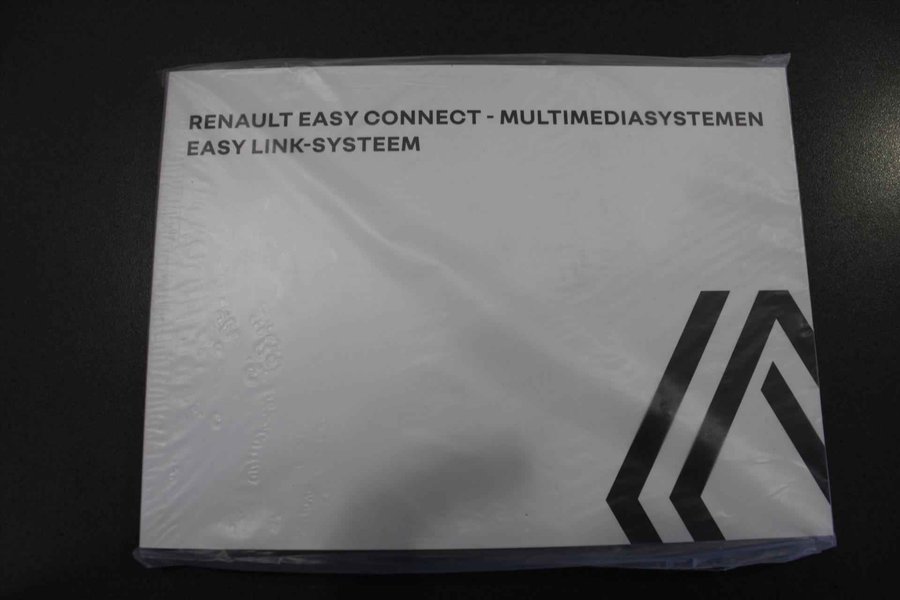 RENAULT EASY CONNECT - MULTIMEDIASYSTEMEN
EASY LINK-SYSTEEM